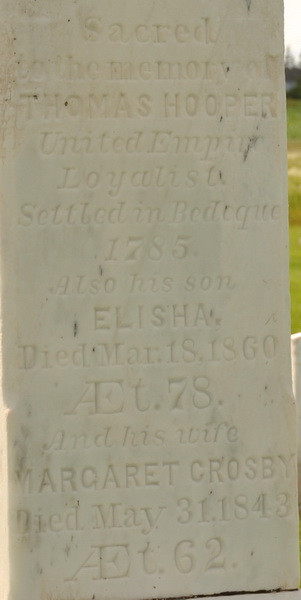 Sacred
to the memory of
THOMAS HOOPER
United Empire
Loyalist.
Settled in Bedeque
1785.
Also his son
ELISHA.
Died Mar. 18. 1860
Æt. 78.
And his wife
MARGARET CROSBY
Died May 31. 1843
Æt. 62.